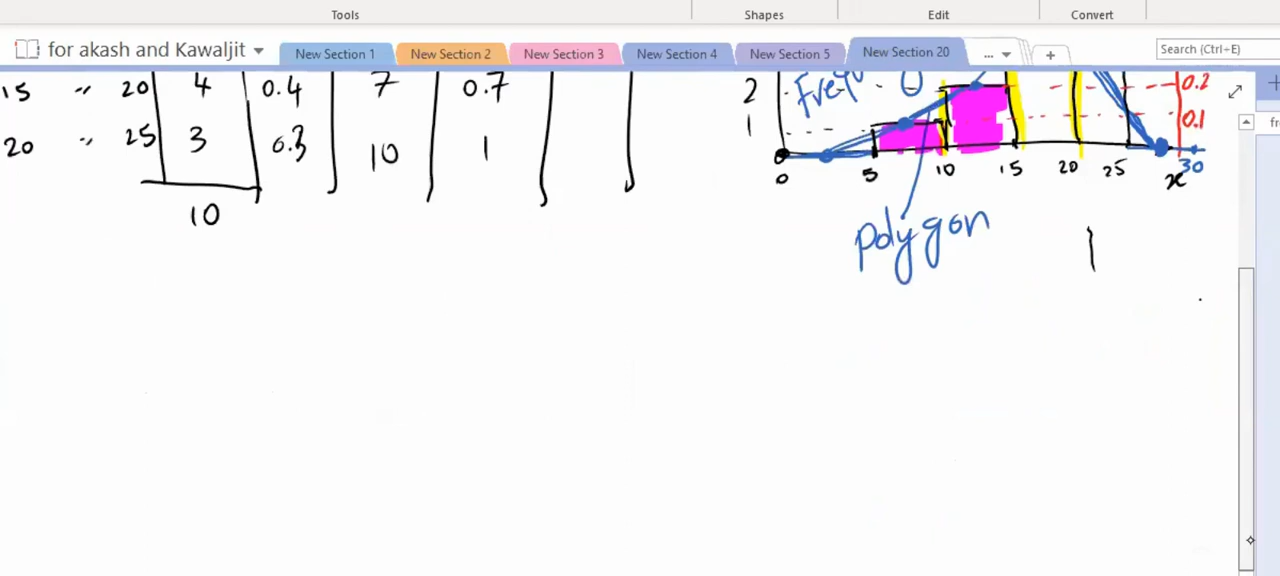 Tools Shapes Edit Convert
for akash and Kawaljit New Section 1 New Section 2 New Section 3 New Section 4 New Section 5 New Section 20 ... + Search (Ctrl+E)
15 " 20 4 0.4 7 0.7
20 " 25 3 0.3 10 1
10
2 0.2
1 0.1
0 5 10 15 20 25 x 30
polygon